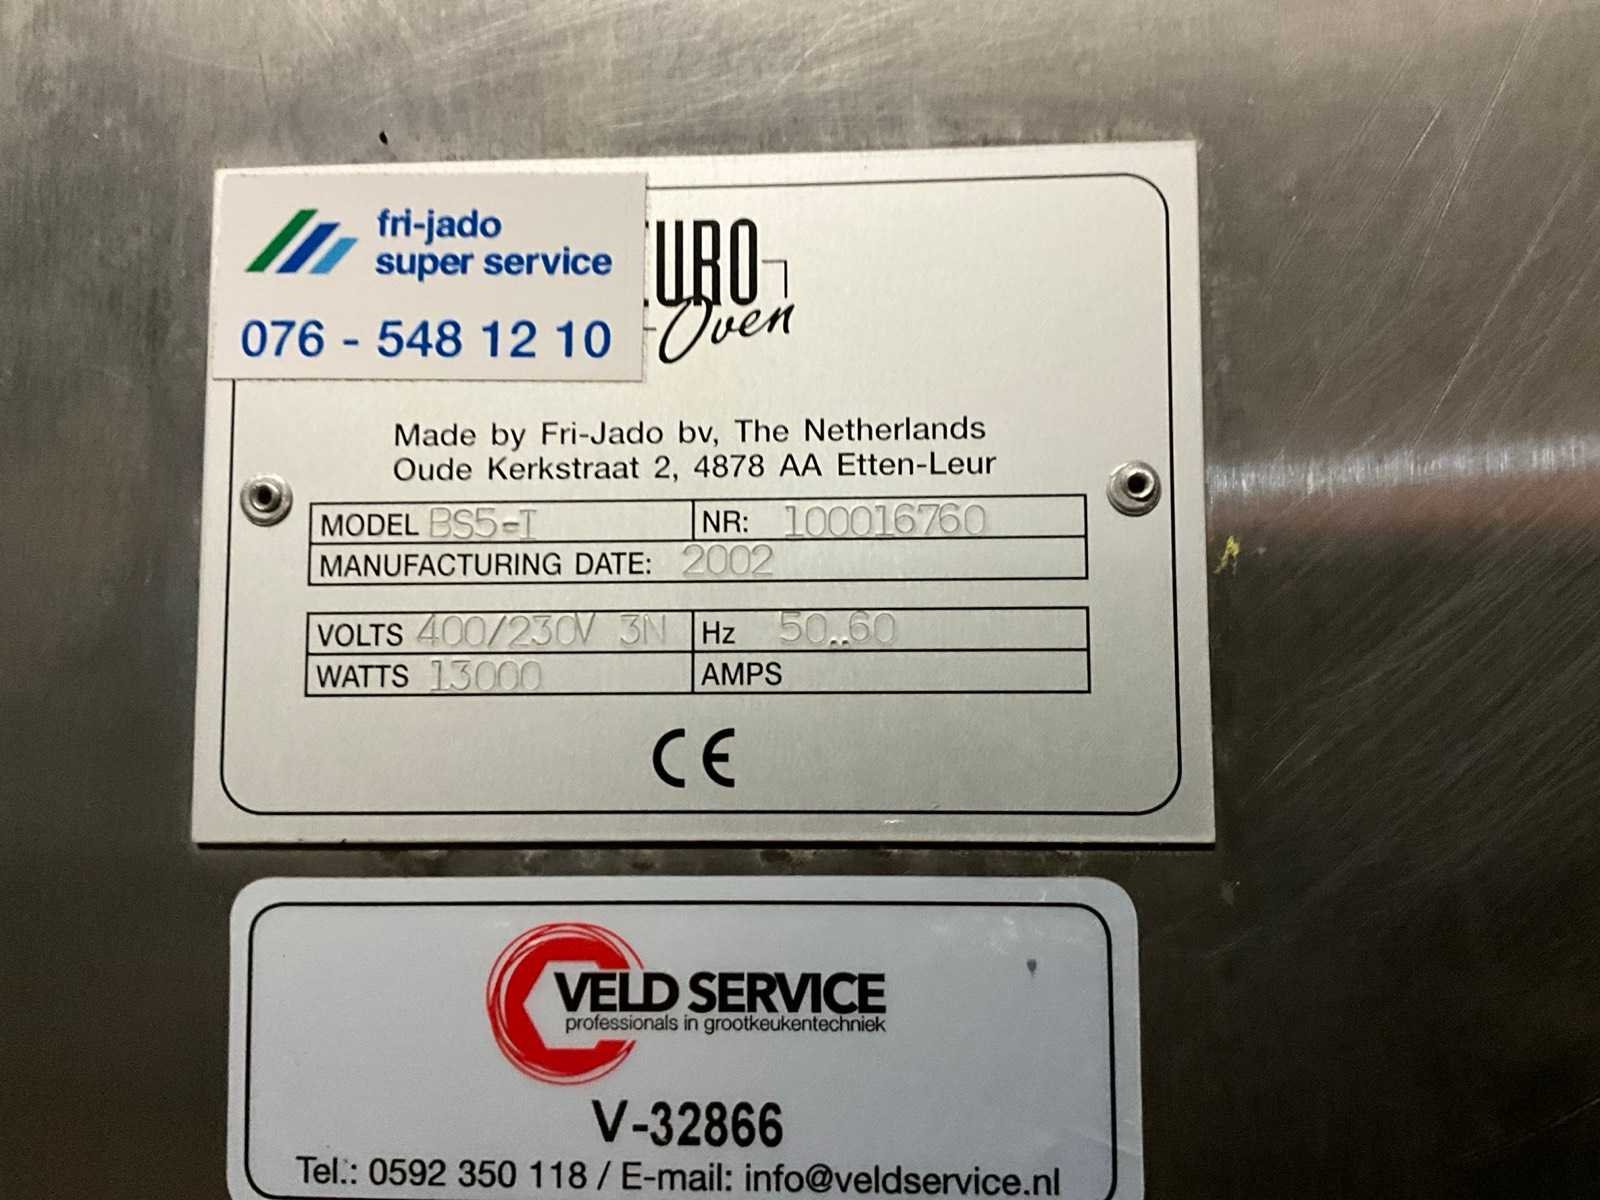 fri-jado
super service
076 - 548 12 10
EURO
Oven
Made by Fri-Jado bv, The Netherlands
Oude Kerkstraat 2, 4878 AA Etten-Leur
MODEL BS5-I NR: 100016760
MANUFACTURING DATE: 2002
VOLTS 400/230V 3N Hz 50..60
WATTS 13000 AMPS
CE
VELD SERVICE
professionals in grootkeukentechniek
V-32866
Tel.: 0592 350 118 / E-mail: info@veldservice.nl